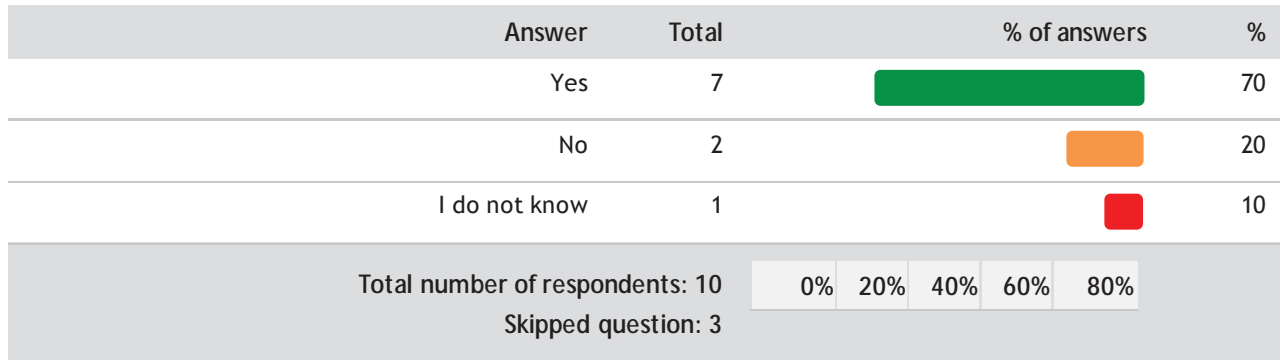 Answer Total % of answers %
Yes 7 70
No 2 20
I do not know 1 10
Total number of respondents: 10 0% 20% 40% 60% 80%
Skipped question: 3